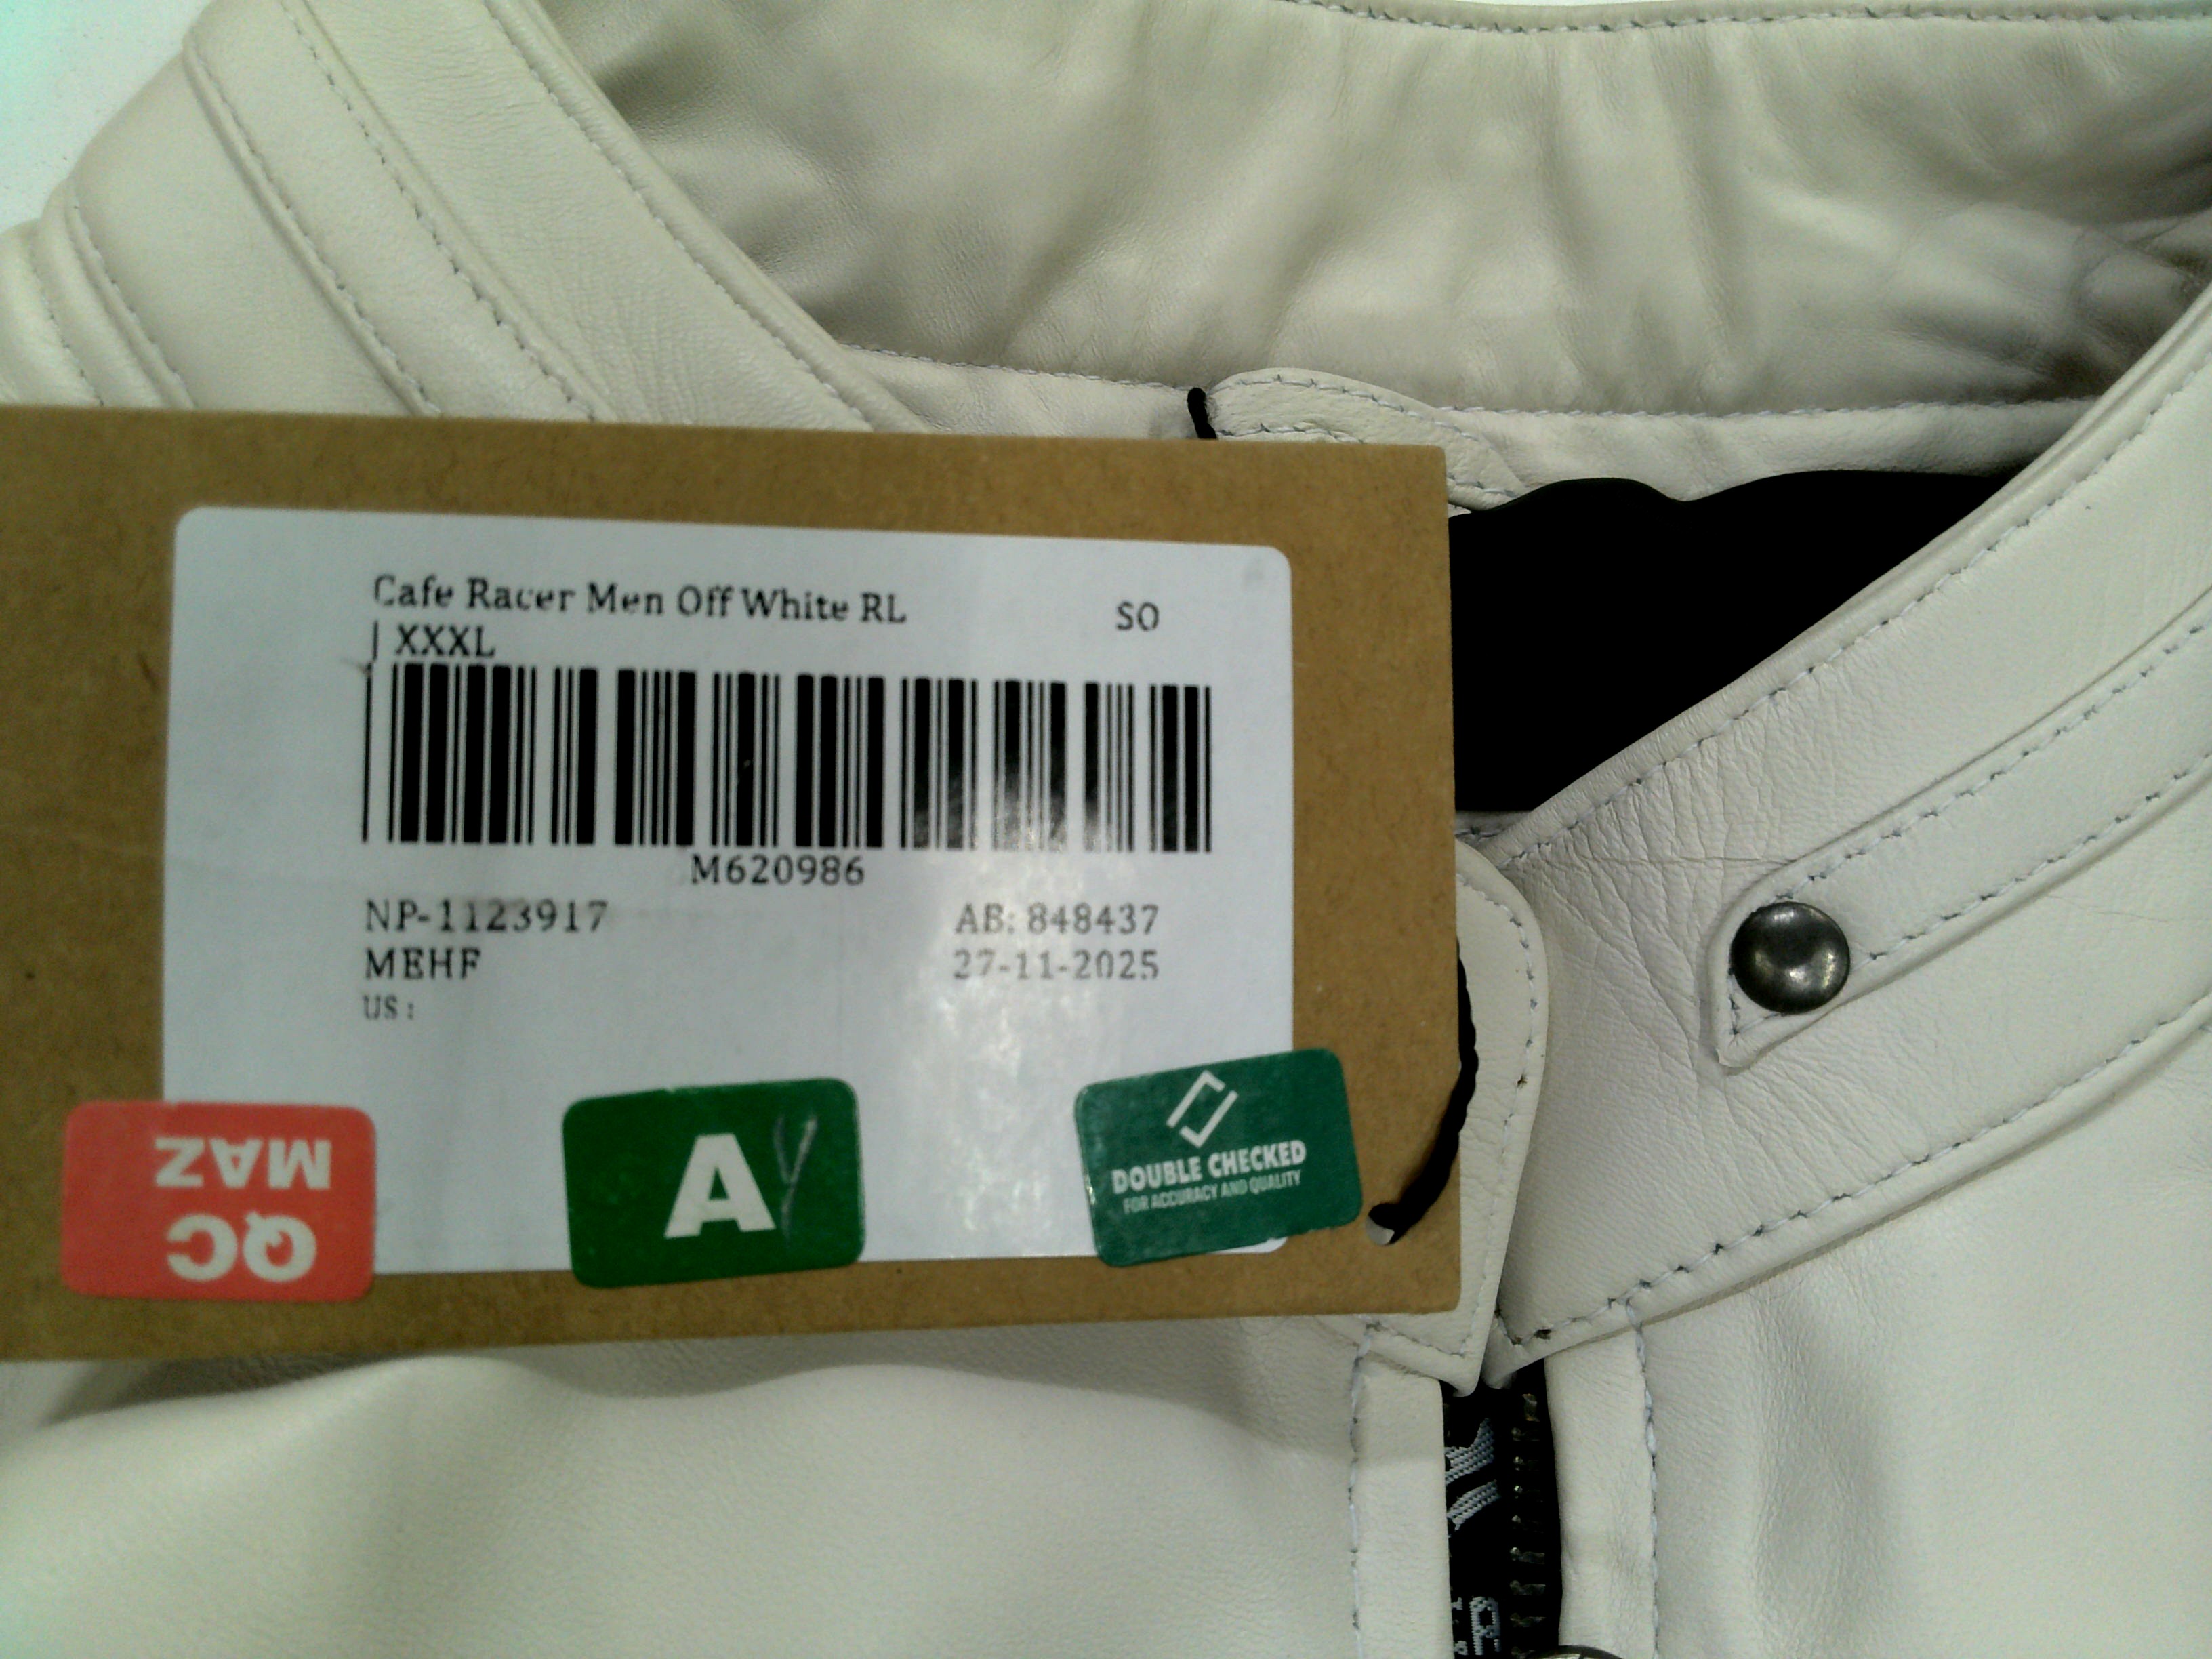 Cafe Racer Men Off White RL
SO
| XXXL
M620986
NP-1123917
AB: 848437
MEHF
27-11-2025
US :
QC
MAZ
A
DOUBLE CHECKED
FOR ACCURACY AND QUALITY